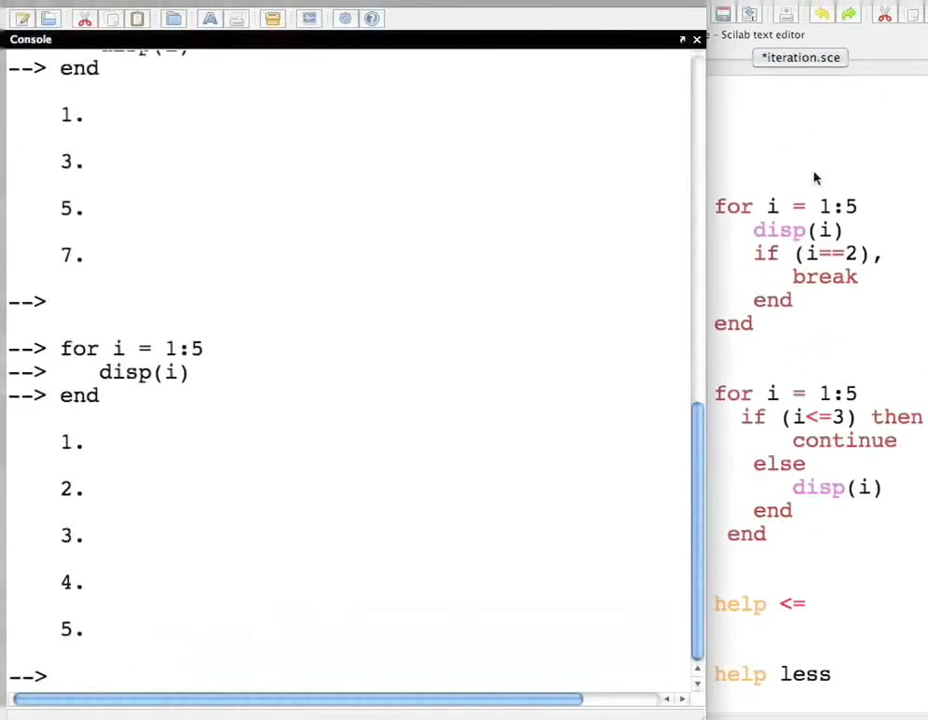 Console
- Scilab text editor
*iteration.sce
--> end
1.
3.
5.
7.
-->
--> for i = 1:5
--> disp(i)
--> end
1.
2.
3.
4.
5.
-->
for i = 1:5
disp(i)
if (i==2),
break
end
end
for i = 1:5
if (i<=3) then
continue
else
disp(i)
end
end
help <=
help less